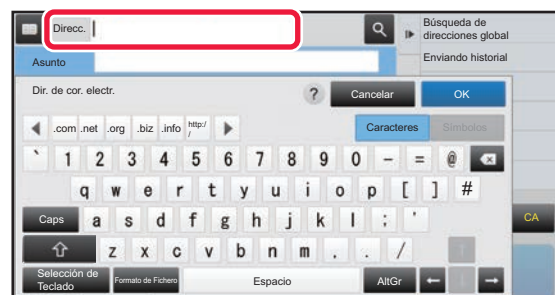 Direcc.
Búsqueda de
direcciones global
Asunto
Enviando historial
Dir. de cor. electr.
?
Cancelar
OK
.com .net .org .biz .info http:/
/
Caracteres
Símbolos
` 1 2 3 4 5 6 7 8 9 0 - = @
q w e r t y u i o p [ ] #
Caps a s d f g h j k l ; '
CA
z x c v b n m , . /
Selección de
Teclado
Formato de Fichero
Espacio
AltGr